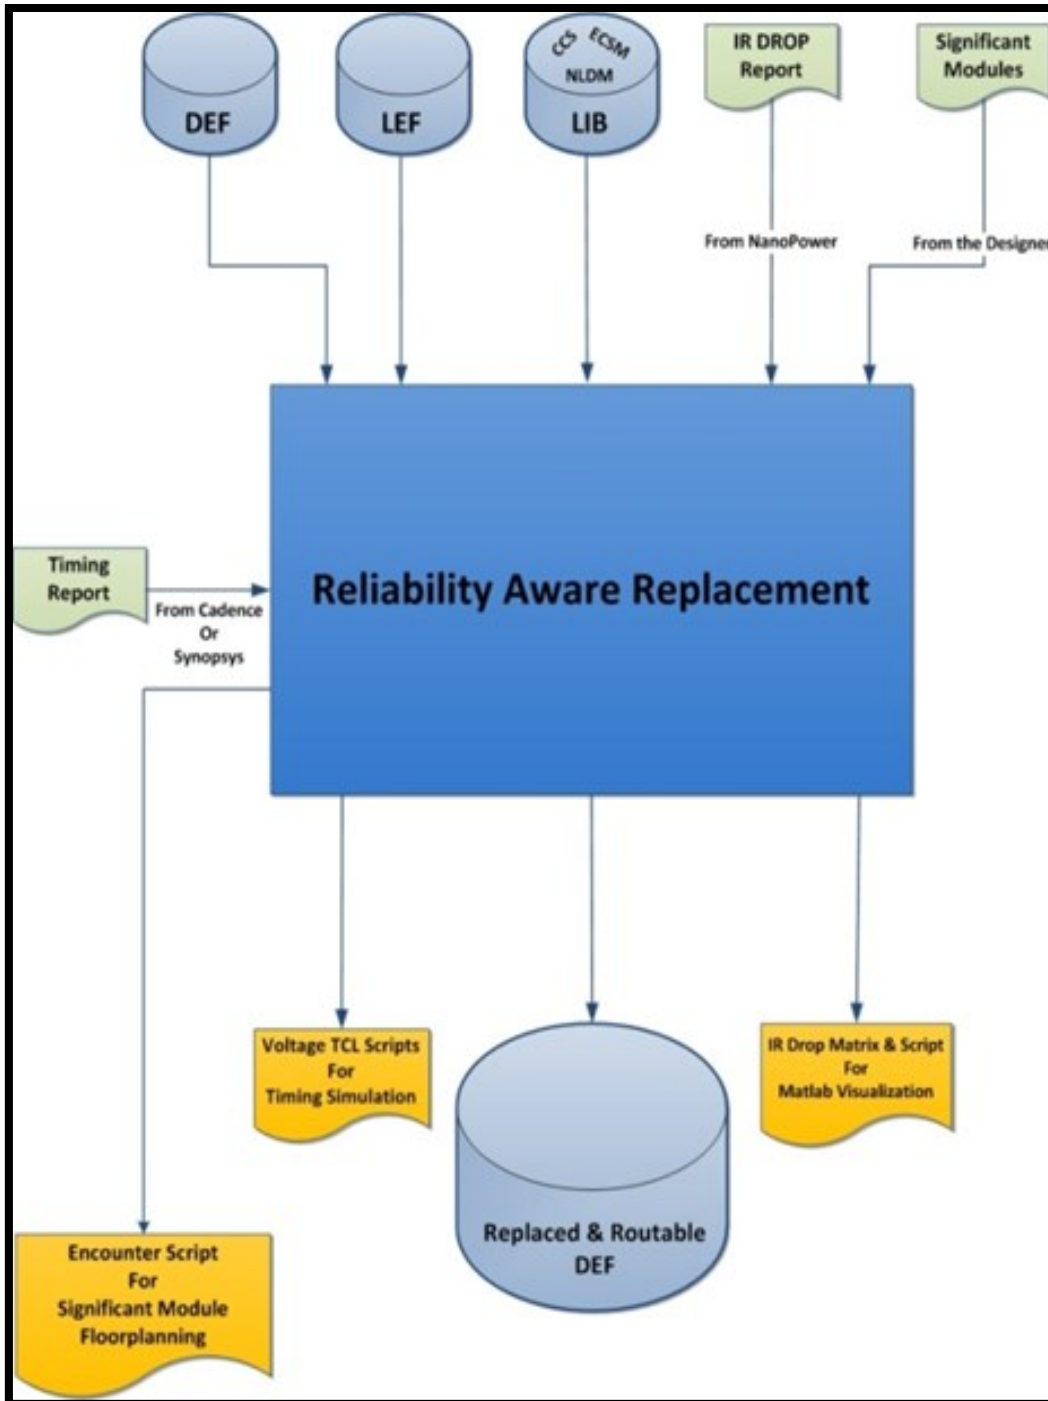 CCS ECSM
NLDM
DEF
LEF
LIB
IR DROP
Report
Significant
Modules
From NanoPower
From the Designer
Timing
Report
From Cadence
Or
Synopsys
Reliability Aware Replacement
Voltage TCL Scripts
For
Timing Simulation
Replaced & Routable
DEF
IR Drop Matrix & Script
For
Matlab Visualization
Encounter Script
For
Significant Module
Floorplanning